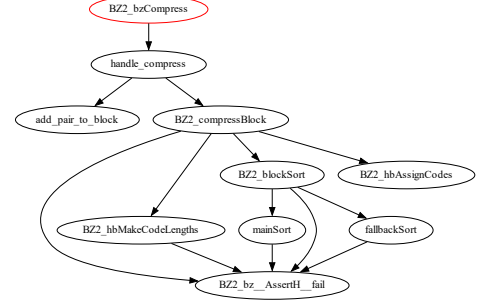 BZ2_bzCompress
handle_compress
add_pair_to_block
BZ2_compressBlock
BZ2_blockSort
BZ2_hbAssignCodes
BZ2_hbMakeCodeLengths
mainSort
fallbackSort
BZ2_bz__AssertH__fail